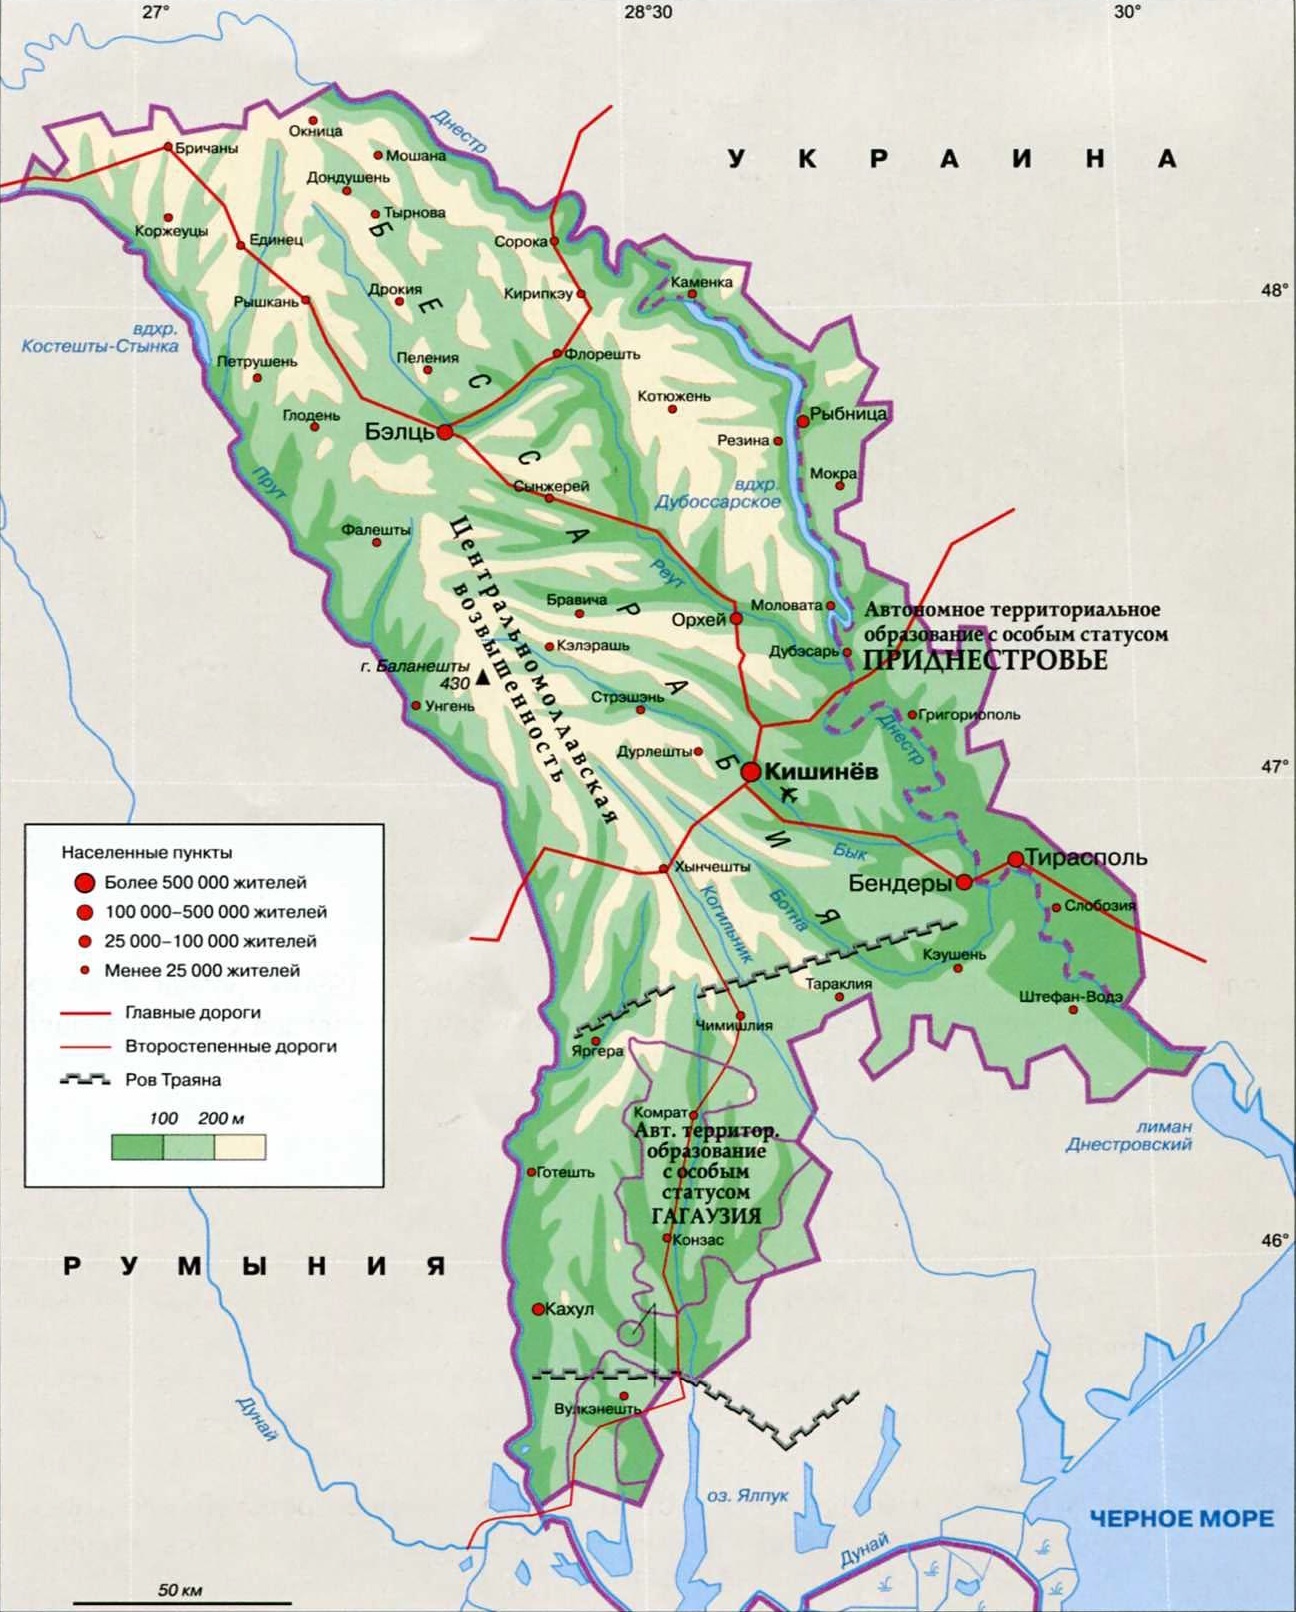 27°
28°30
30°
Днестр
Окница
Бричаны
Мошана
УКРАИНА
Дондушень
Тырнова
Коржеуцы
Единец
Сорока
Каменка
Дрокия
Кирипкэу
48°
Рышкань
вдхр.
Костешты-Стынка
Петрушень
Пеления
Флорешть
Котюжень
Глодень
Рыбница
Бэлць
Резина
Мокра
Прут
Сынжерей
вдхр.
Дубоссарское
Фалешты
Центральномолдавская
возвышенность
Реут
БЕССАРАБИЯ
Бравича
Моловата
Орхей
Автономное территориальное
образование с особым статусом
ПРИДНЕСТРОВЬЕ
Кэлэрашь
Дубэсарь
г. Баланешты
430
Стрэшэнь
Унгень
Григориополь
Днестр
Дурлешты
Кишинёв
47°
Бык
Хынчешты
Тирасполь
Бендеры
Когильник
Ботна
Слобозия
Кэушень
Тараклия
Штефан-Водэ
Чимишлия
Яргера
Населенные пункты
Более 500 000 жителей
100 000–500 000 жителей
25 000–100 000 жителей
Менее 25 000 жителей
Главные дороги
Второстепенные дороги
Ров Траяна
100 200 м
Комрат
Авт. территор.
образование
с особым
статусом
ГАГАУЗИЯ
лиман
Днестровский
Готешть
Конзас
46°
РУМЫНИЯ
Кахул
Вулкэнешть
Дунай
оз. Ялпук
ЧЕРНОЕ МОРЕ
Дунай
50 км